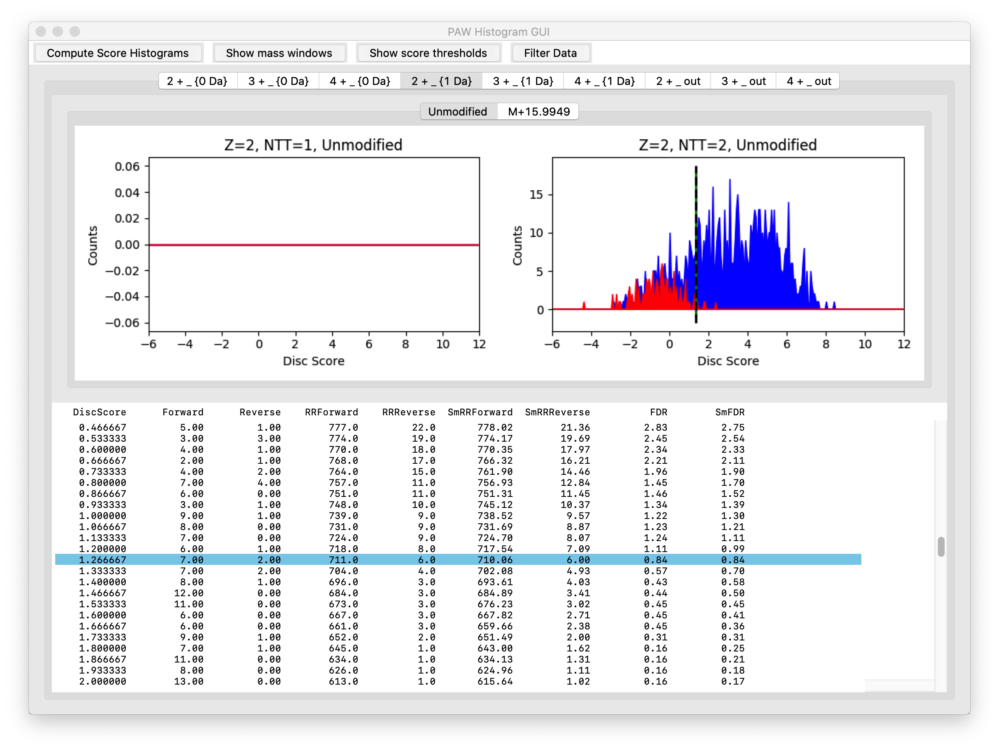 PAW Histogram GUI
Compute Score Histograms Show mass windows Show score thresholds Filter Data
2 + _ {0 Da} 3 + _ {0 Da} 4 + _ {0 Da} 2 + _ {1 Da} 3 + _ {1 Da} 4 + _ {1 Da} 2 + _ out 3 + _ out 4 + _ out
Unmodified M+15.9949
Z=2, NTT=1, Unmodified
0.06
0.04
0.02
0.00
−0.02
−0.04
−0.06
Counts
−6 −4 −2 0 2 4 6 8 10 12
Disc Score
Z=2, NTT=2, Unmodified
15
10
5
0
Counts
−6 −4 −2 0 2 4 6 8 10 12
Disc Score
DiscScore Forward Reverse RRForward RRReverse SmRRForward SmRRReverse FDR SmFDR
0.466667 5.00 1.00 777.0 22.0 778.02 21.36 2.83 2.75
0.533333 3.00 3.00 774.0 19.0 774.17 19.69 2.45 2.54
0.600000 4.00 1.00 770.0 18.0 770.35 17.97 2.34 2.33
0.666667 2.00 1.00 768.0 17.0 766.32 16.21 2.21 2.11
0.733333 4.00 2.00 764.0 15.0 761.90 14.46 1.96 1.90
0.800000 7.00 4.00 757.0 11.0 756.93 12.84 1.45 1.70
0.866667 6.00 0.00 751.0 11.0 751.31 11.45 1.46 1.52
0.933333 3.00 1.00 748.0 10.0 745.12 10.37 1.34 1.39
1.000000 9.00 1.00 739.0 9.0 738.52 9.57 1.22 1.30
1.066667 8.00 0.00 731.0 9.0 731.69 8.87 1.23 1.21
1.133333 7.00 0.00 724.0 9.0 724.70 8.07 1.24 1.11
1.200000 6.00 1.00 718.0 8.0 717.54 7.09 1.11 0.99
1.266667 7.00 2.00 711.0 6.0 710.06 6.00 0.84 0.84
1.333333 7.00 2.00 704.0 4.0 702.08 4.93 0.57 0.70
1.400000 8.00 1.00 696.0 3.0 693.61 4.03 0.43 0.58
1.466667 12.00 0.00 684.0 3.0 684.89 3.41 0.44 0.50
1.533333 11.00 0.00 673.0 3.0 676.23 3.02 0.45 0.45
1.600000 6.00 0.00 667.0 3.0 667.82 2.71 0.45 0.41
1.666667 6.00 0.00 661.0 3.0 659.66 2.38 0.45 0.36
1.733333 9.00 1.00 652.0 2.0 651.49 2.00 0.31 0.31
1.800000 7.00 1.00 645.0 1.0 643.00 1.62 0.16 0.25
1.866667 11.00 0.00 634.0 1.0 634.13 1.31 0.16 0.21
1.933333 8.00 0.00 626.0 1.0 624.96 1.11 0.16 0.18
2.000000 13.00 0.00 613.0 1.0 615.64 1.02 0.16 0.17